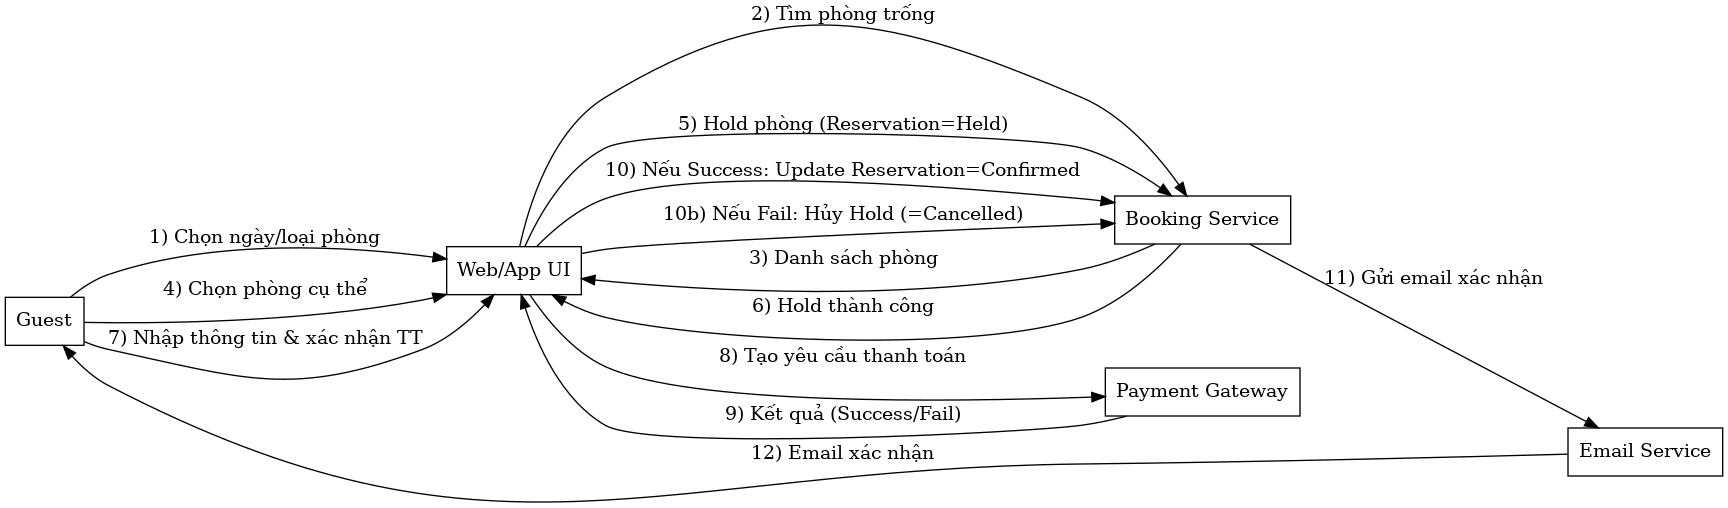 2) Tìm phòng trống
5) Hold phòng (Reservation=Held)
10) Nếu Success: Update Reservation=Confirmed
10b) Nếu Fail: Hủy Hold (=Cancelled)
Booking Service
1) Chọn ngày/loại phòng
3) Danh sách phòng
Web/App UI
11) Gửi email xác nhận
4) Chọn phòng cụ thể
6) Hold thành công
Guest
7) Nhập thông tin & xác nhận TT
8) Tạo yêu cầu thanh toán
Payment Gateway
9) Kết quả (Success/Fail)
12) Email xác nhận
Email Service